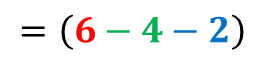 = (6 – 4 – 2)